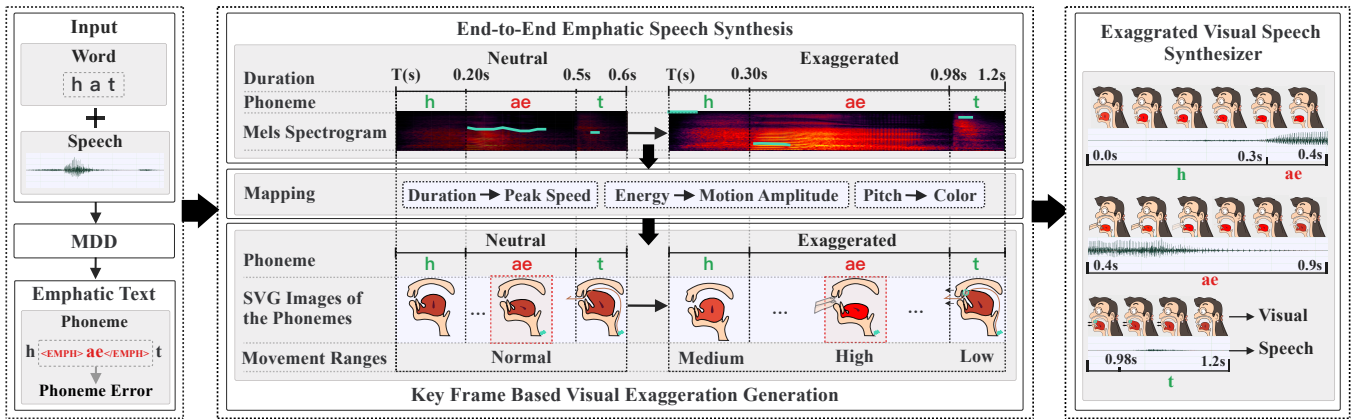 Input
Word
h a t
+
Speech
MDD
Emphatic Text
Phoneme
h <EMPH> ae </EMPH> t
Phoneme Error
End-to-End Emphatic Speech Synthesis
Neutral
Exaggerated
Duration
T(s) 0.20s 0.5s 0.6s
T(s) 0.30s 0.98s 1.2s
Phoneme
h ae t
h ae t
Mels Spectrogram
Mapping
Duration → Peak Speed
Energy → Motion Amplitude
Pitch → Color
Neutral
Exaggerated
Phoneme
h ae t
h ae t
SVG Images of
the Phonemes
... ... ...
Movement Ranges
Normal
Medium High Low
Key Frame Based Visual Exaggeration Generation
Exaggrated Visual Speech
Synthesizer
0.0s 0.3s 0.4s
h ae
0.4s 0.9s
ae
Visual
Speech
0.98s 1.2s
t